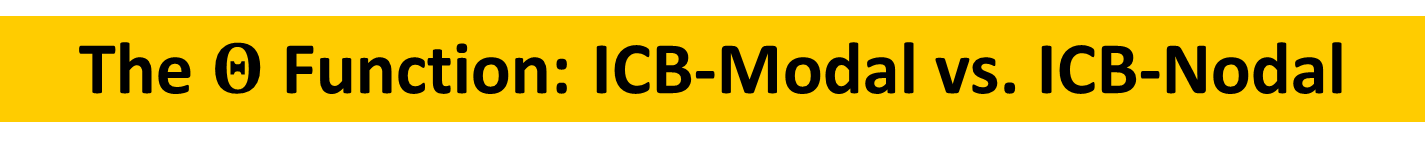 The Θ Function: ICB-Modal vs. ICB-Nodal